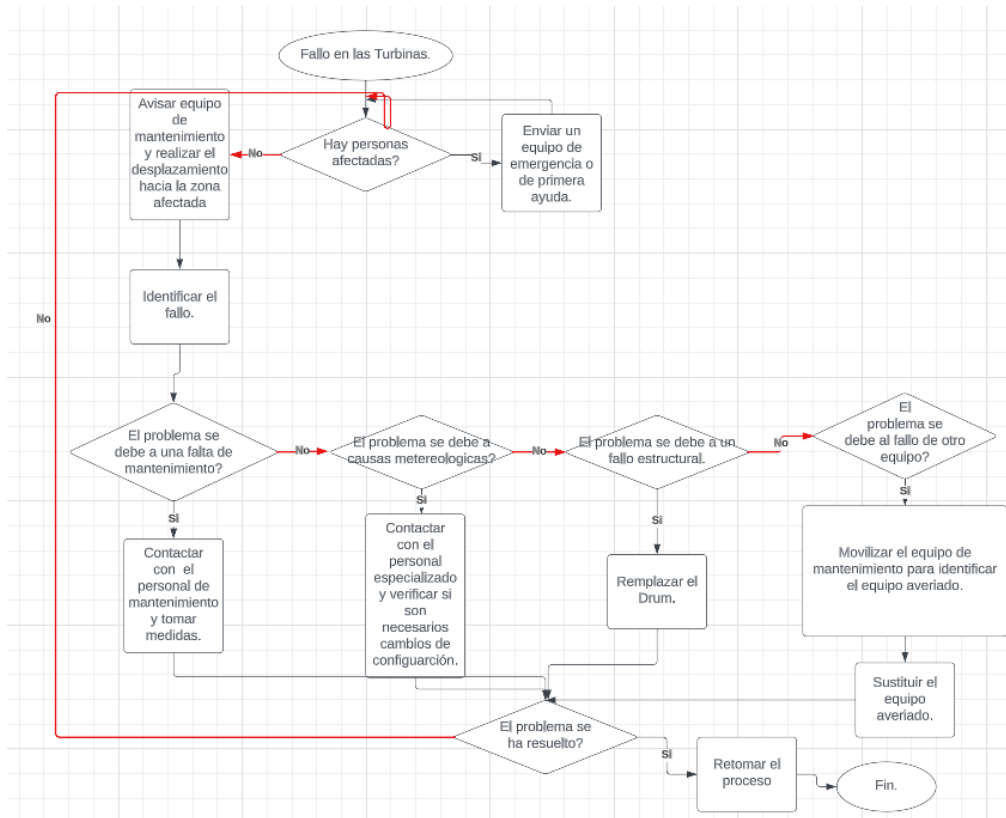 Fallo en las Turbinas.
Avisar equipo
de
mantenimiento
y realizar el
desplazamiento
hacia la zona
afectada
No
Hay personas
afectadas?
Si
Enviar un
equipo de
emergencia o
de primera
ayuda.
Identificar el
fallo.
No
El problema se
debe a una falta de
mantenimiento?
No
El problema se debe a
causas metereologicas?
No
El problema se debe a un
fallo estructural.
No
El
problema se
debe al fallo de otro
equipo?
Si
Si
Si
Si
Contactar
con el
personal de
mantenimiento
y tomar
medidas.
Contactar
con el
personal
especializado
y verificar si
son
necesarios
cambios de
configuarción.
Remplazar el
Drum.
Movilizar el equipo de
mantenimiento para identificar
el equipo averiado.
Sustituir el
equipo
averiado.
El problema se
ha resuelto?
Si
Retomar el
proceso
Fin.